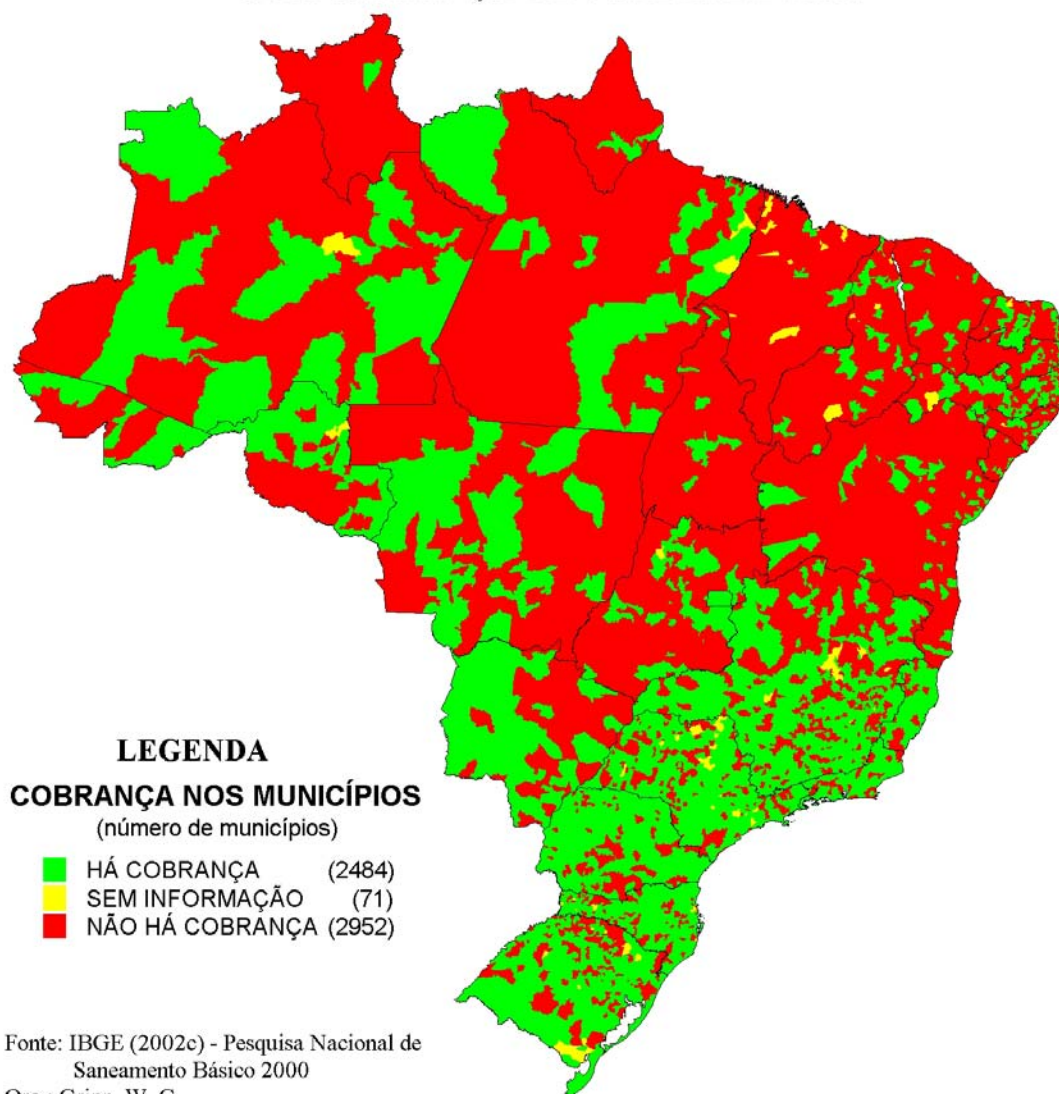 LEGENDA
COBRANÇA NOS MUNICÍPIOS
(número de municípios)
HÁ COBRANÇA (2484)
SEM INFORMAÇÃO (71)
NÃO HÁ COBRANÇA (2952)
Fonte: IBGE (2002c) - Pesquisa Nacional de
Saneamento Básico 2000